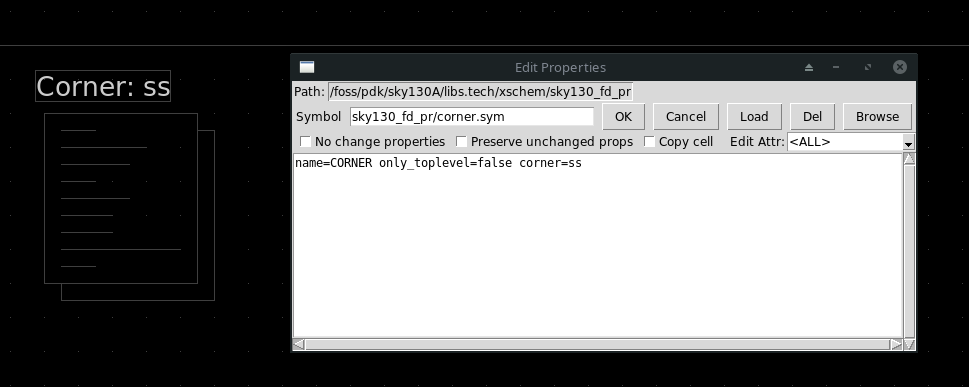 Corner: ss
Edit Properties
Path: /foss/pdk/sky130A/libs.tech/xschem/sky130_fd_pr
Symbol sky130_fd_pr/corner.sym OK Cancel Load Del Browse
No change properties Preserve unchanged props Copy cell Edit Attr: <ALL>
name=CORNER only_toplevel=false corner=ss